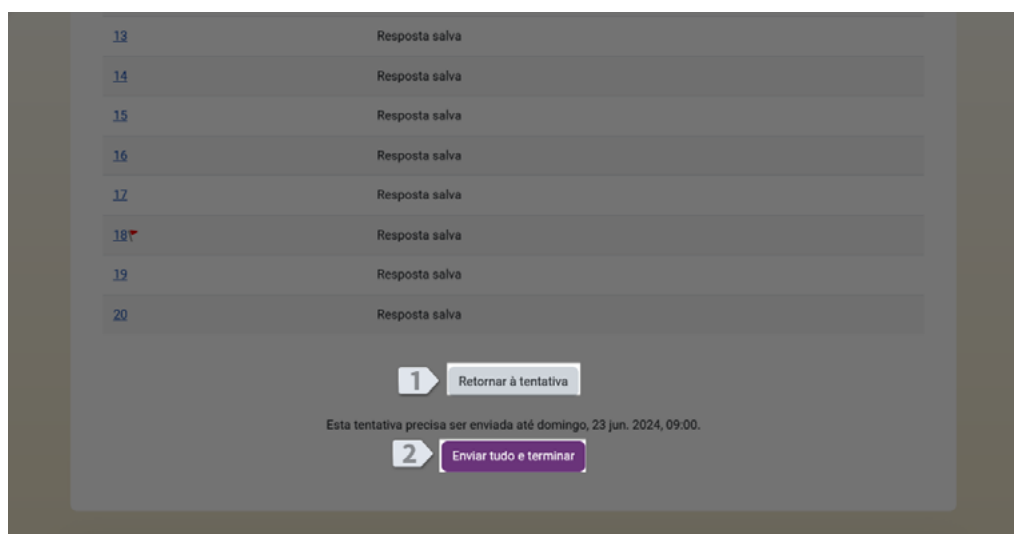 13 Resposta salva
14 Resposta salva
15 Resposta salva
16 Resposta salva
17 Resposta salva
18 Resposta salva
19 Resposta salva
20 Resposta salva
1 Retornar à tentativa
Esta tentativa precisa ser enviada até domingo, 23 jun. 2024, 09:00.
2 Enviar tudo e terminar